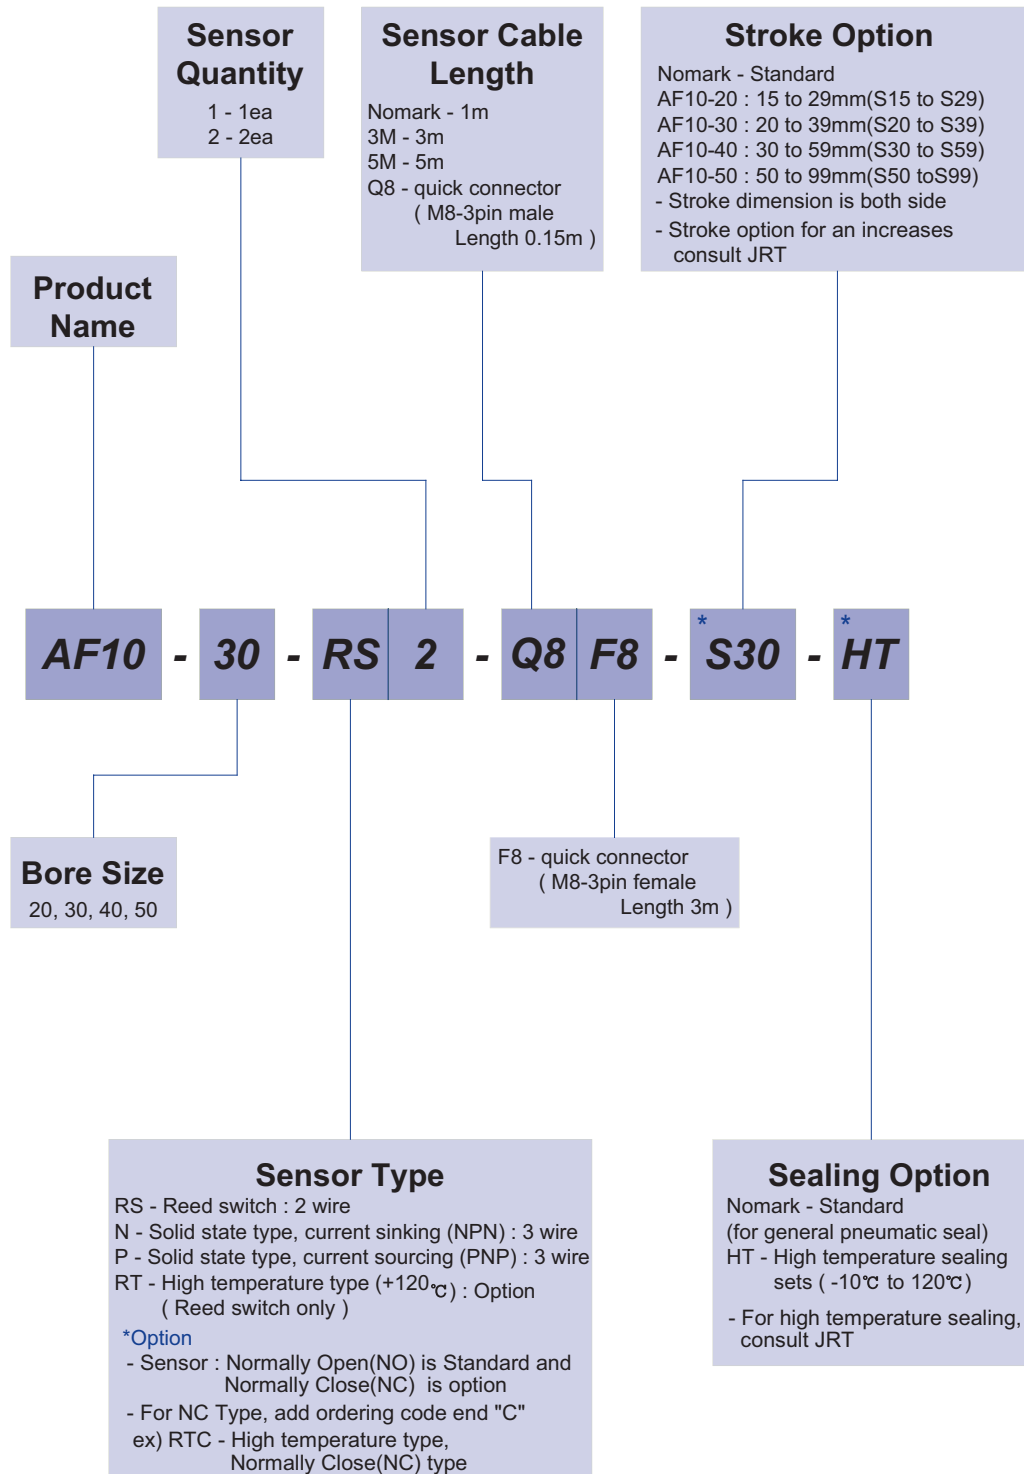 Sensor
Quantity
1 - 1ea
2 - 2ea
Sensor Cable
Length
Nomark - 1m
3M - 3m
5M - 5m
Q8 - quick connector
( M8-3pin male
Length 0.15m )
Stroke Option
Nomark - Standard
AF10-20 : 15 to 29mm(S15 to S29)
AF10-30 : 20 to 39mm(S20 to S39)
AF10-40 : 30 to 59mm(S30 to S59)
AF10-50 : 50 to 99mm(S50 toS99)
- Stroke dimension is both side
- Stroke option for an increases
consult JRT
Product
Name
AF10 - 30 - RS 2 - Q8 F8 - *S30 - *HT
Bore Size
20, 30, 40, 50
F8 - quick connector
( M8-3pin female
Length 3m )
Sensor Type
RS - Reed switch : 2 wire
N - Solid state type, current sinking (NPN) : 3 wire
P - Solid state type, current sourcing (PNP) : 3 wire
RT - High temperature type (+120℃) : Option
( Reed switch only )
*Option
- Sensor : Normally Open(NO) is Standard and
Normally Close(NC) is option
- For NC Type, add ordering code end "C"
ex) RTC - High temperature type,
Normally Close(NC) type
Sealing Option
Nomark - Standard
(for general pneumatic seal)
HT - High temperature sealing
sets ( -10℃ to 120℃)
- For high temperature sealing,
consult JRT